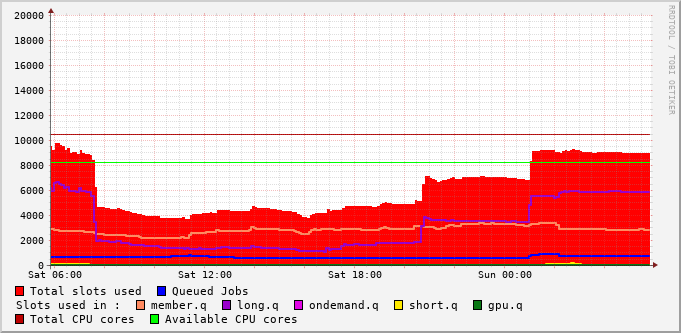 20000
18000
16000
14000
12000
10000
8000
6000
4000
2000
0
Sat 06:00 Sat 12:00 Sat 18:00 Sun 00:00
RRDTOOL / TOBI OETIKER
Total slots used Queued Jobs
Slots used in : member.q long.q ondemand.q short.q gpu.q
Total CPU cores Available CPU cores